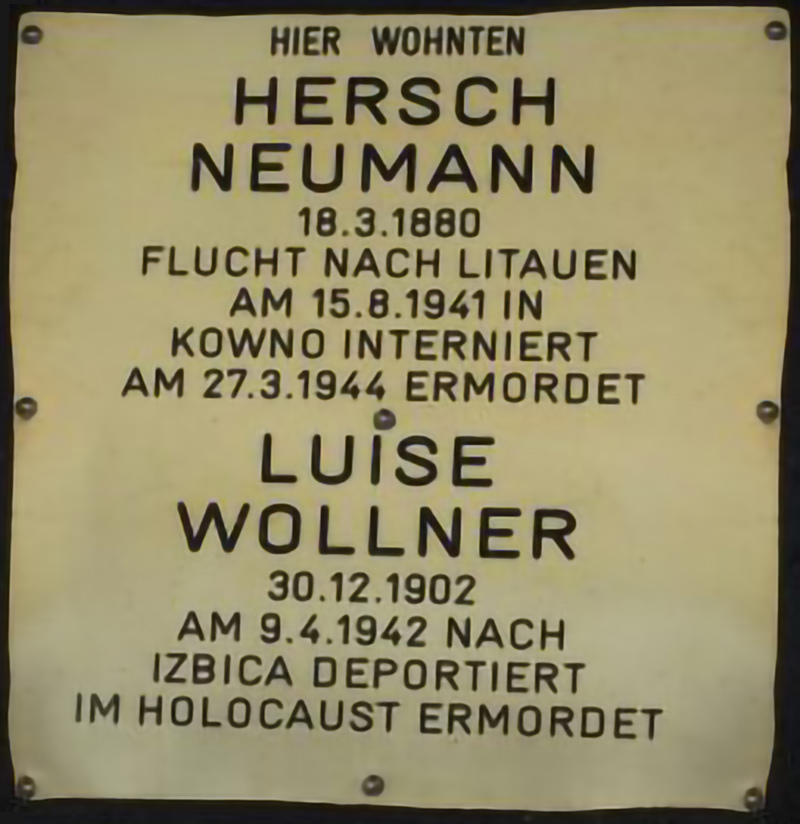 HIER WOHNTEN
HERSCH
NEUMANN
18.3.1880
FLUCHT NACH LITAUEN
AM 15.8.1941 IN
KOWNO INTERNIERT
AM 27.3.1944 ERMORDET
LUISE
WOLLNER
30.12.1902
AM 9.4.1942 NACH
IZBICA DEPORTIERT
IM HOLOCAUST ERMORDET